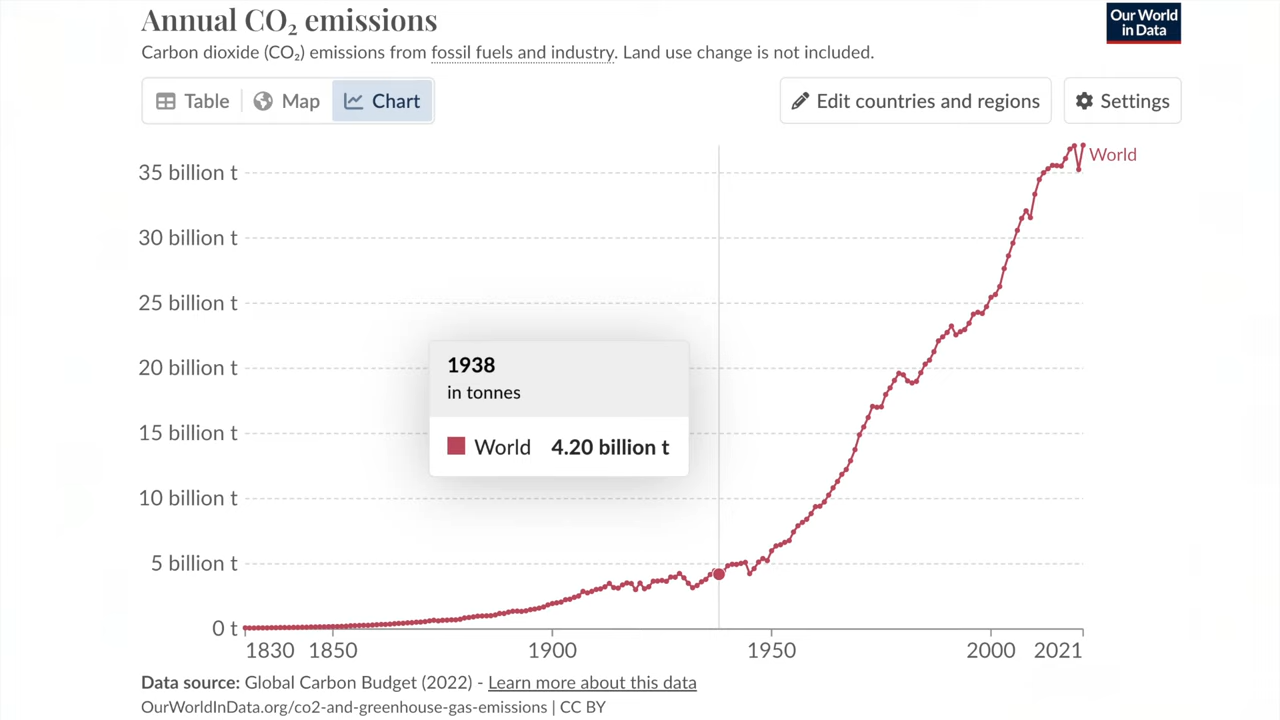 Annual CO₂ emissions
Our World
in Data
Carbon dioxide (CO₂) emissions from fossil fuels and industry. Land use change is not included.
Table
Map
Chart
Edit countries and regions
Settings
35 billion t
World
30 billion t
25 billion t
20 billion t
1938
in tonnes
World 4.20 billion t
15 billion t
10 billion t
5 billion t
0 t
1830 1850 1900 1950 2000 2021
Data source: Global Carbon Budget (2022) - Learn more about this data
OurWorldInData.org/co2-and-greenhouse-gas-emissions | CC BY